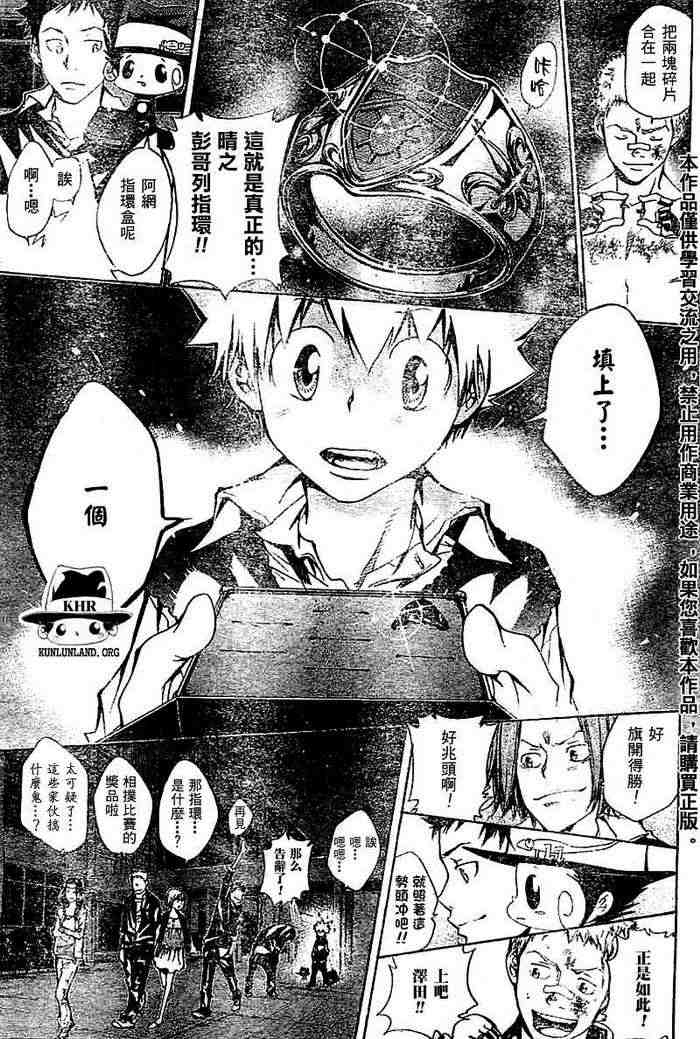 把兩塊碎片
合在一起
咔哈
這就是真正的…
晴之
彭哥列指環!!
阿網
指環盒呢
誒
啊…嗯
填上了…
一個
KHR
KUNLUNLAND.ORG
好
旗開得勝!
好兆頭啊!
就照著這
勢頭冲吧!!
正是如此!
上吧
澤田!!
誒
嗯…
嗯嗯…
那么
告辭了!
再見
那指環…
是什麼…?
相撲比賽的
獎品啦
太可疑了…
這些家伙搞
什麼鬼…?
本作品僅供學習交流之用。禁止用作商業用途。如果您喜歡本作品,請購買正版。